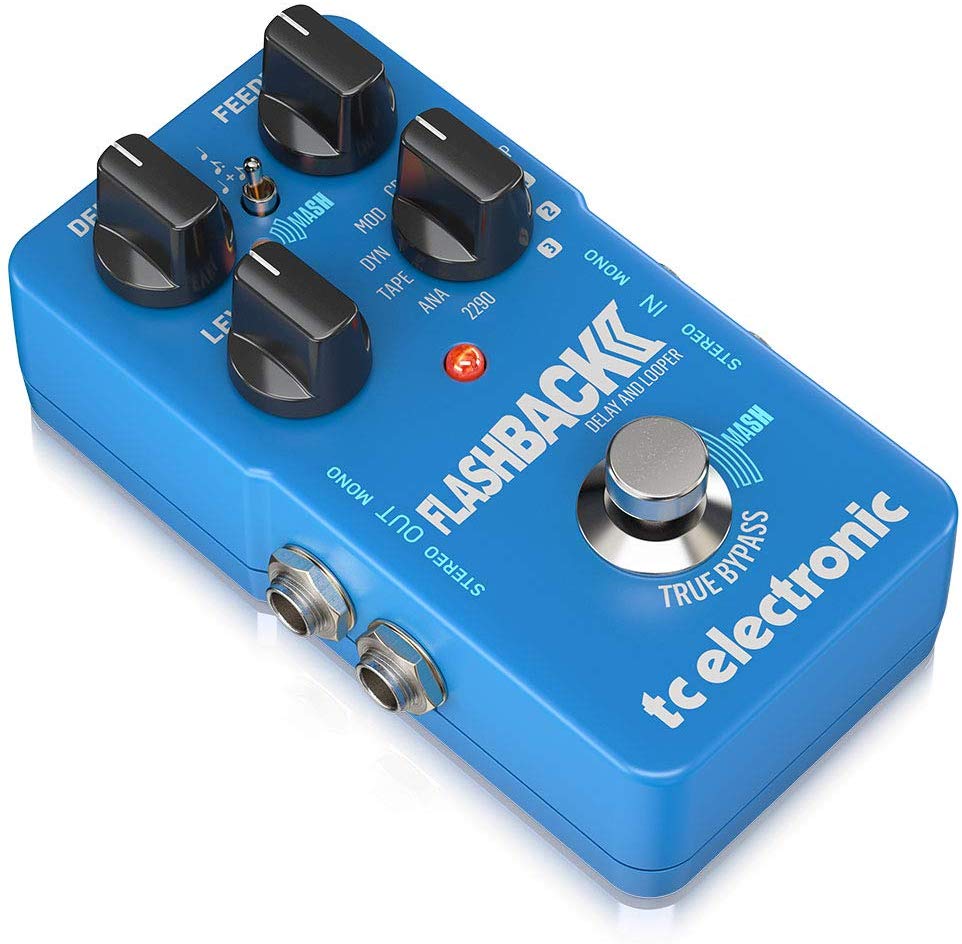 FEED
DE
LEV
MASH
MOD
DYN
TAPE
ANA
2290
2
3
MONO
IN
STEREO
FLASHBACK II
DELAY AND LOOPER
MASH
MONO
OUT
STEREO
TRUE BYPASS
tc electronic